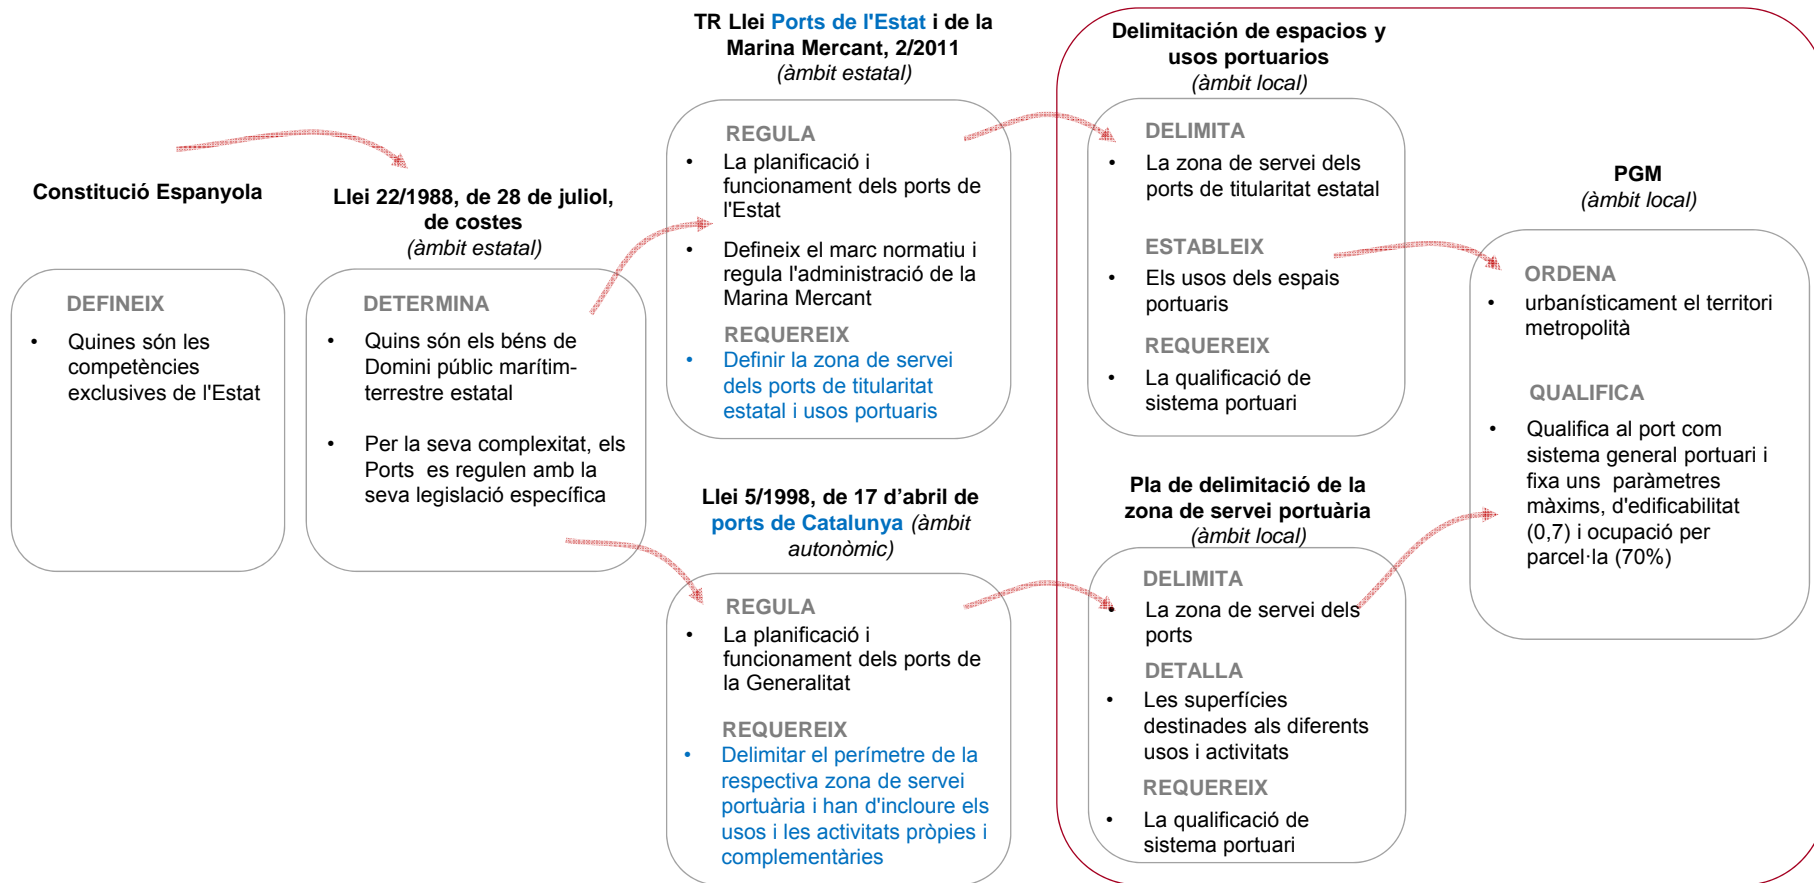 Constitució Espanyola
DEFINEIX
• Quines són les
competències
exclusives de l'Estat
Llei 22/1988, de 28 de juliol,
de costes
(àmbit estatal)
DETERMINA
• Quins són els béns de
Domini públic marítim-
terrestre estatal
• Per la seva complexitat, els
Ports es regulen amb la
seva legislació específica
TR Llei Ports de l'Estat i de la
Marina Mercant, 2/2011
(àmbit estatal)
REGULA
• La planificació i
funcionament dels ports de
l'Estat
• Defineix el marc normatiu i
regula l'administració de la
Marina Mercant
REQUEREIX
• Definir la zona de servei
dels ports de titularitat
estatal i usos portuaris
Llei 5/1998, de 17 d’abril de
ports de Catalunya (àmbit
autonòmic)
REGULA
• La planificació i
funcionament dels ports de
la Generalitat
REQUEREIX
• Delimitar el perímetre de la
respectiva zona de servei
portuària i han d'incloure els
usos i les activitats pròpies i
complementàries
Delimitación de espacios y
usos portuarios
(àmbit local)
DELIMITA
• La zona de servei dels
ports de titularitat estatal
ESTABLEIX
• Els usos dels espais
portuaris
REQUEREIX
• La qualificació de
sistema portuari
Pla de delimitació de la
zona de servei portuària
(àmbit local)
DELIMITA
• La zona de servei dels
ports
DETALLA
• Les superfícies
destinades als diferents
usos i activitats
REQUEREIX
• La qualificació de
sistema portuari
PGM
(àmbit local)
ORDENA
• urbanísticament el territori
metropolità
QUALIFICA
• Qualifica al port com
sistema general portuari i
fixa uns paràmetres
màxims, d'edificabilitat
(0,7) i ocupació per
parcel·la (70%)